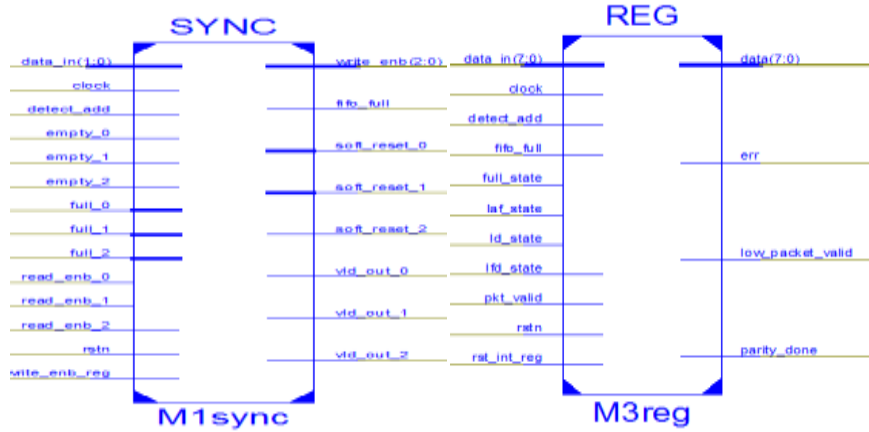 SYNC
data_in(1:0)
clock
detect_add
empty_0
empty_1
empty_2
full_0
full_1
full_2
read_enb_0
read_enb_1
read_enb_2
rstn
write_enb_reg
write_enb(2:0)
fifo_full
soft_reset_0
soft_reset_1
soft_reset_2
vld_out_0
vld_out_1
vld_out_2
M1sync
REG
data_in(7:0)
clock
detect_add
fifo_full
full_state
laf_state
ld_state
lfd_state
pkt_valid
rstn
rst_int_reg
data(7:0)
err
low_packet_valid
parity_done
M3reg